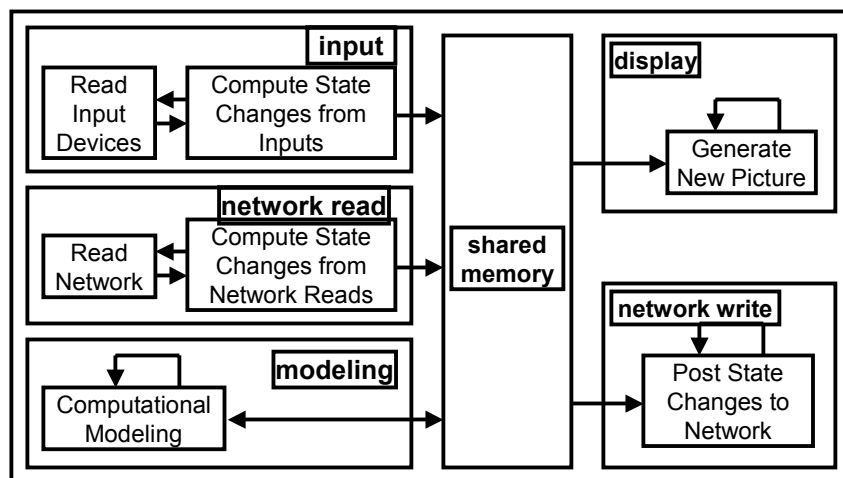 input
Read
Input
Devices
Compute State
Changes from
Inputs
network read
Read
Network
Compute State
Changes from
Network Reads
modeling
Computational
Modeling
shared
memory
display
Generate
New Picture
network write
Post State
Changes to
Network